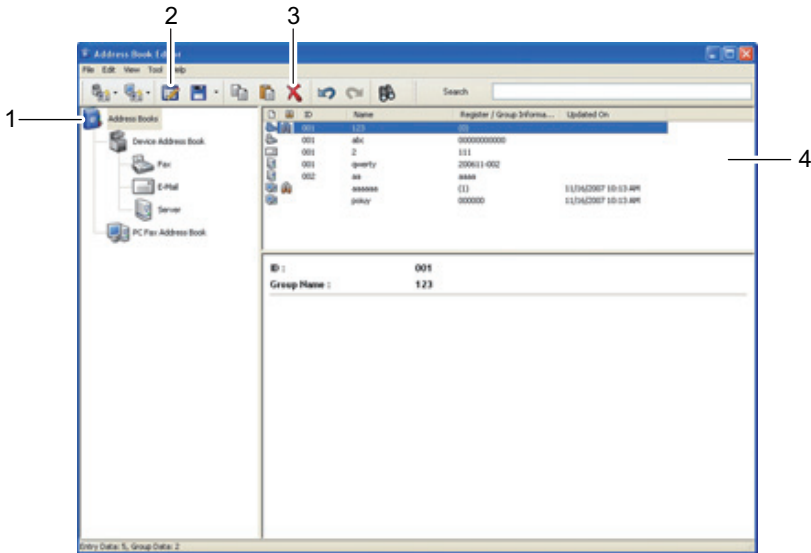 2
3
Address Book Editor
File Edit View Tool Help
Search
1
Address Books
Device Address Book
Fax
E-Mail
Server
PC Fax Address Book
ID Name Register / Group Informa... Updated On
001 123 (0)
001 abc 00000000000
001 2 111
001 qwerty 200611-002
002 aa aaaa
aaaaaa (1) 11/16/2007 10:13 AM
poiuy 000000 11/16/2007 10:13 AM
4
ID : 001
Group Name : 123
Entry Data: 5, Group Data: 2